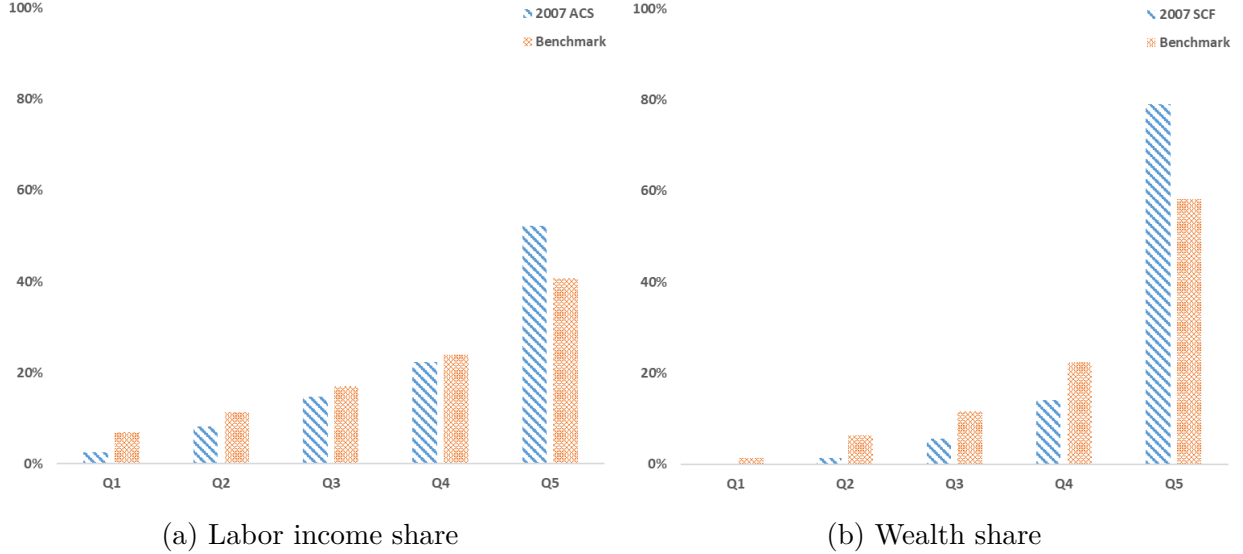 100%
80%
60%
40%
20%
0%
2007 ACS
Benchmark
Q1 Q2 Q3 Q4 Q5
(a) Labor income share
100%
80%
60%
40%
20%
0%
2007 SCF
Benchmark
Q1 Q2 Q3 Q4 Q5
(b) Wealth share